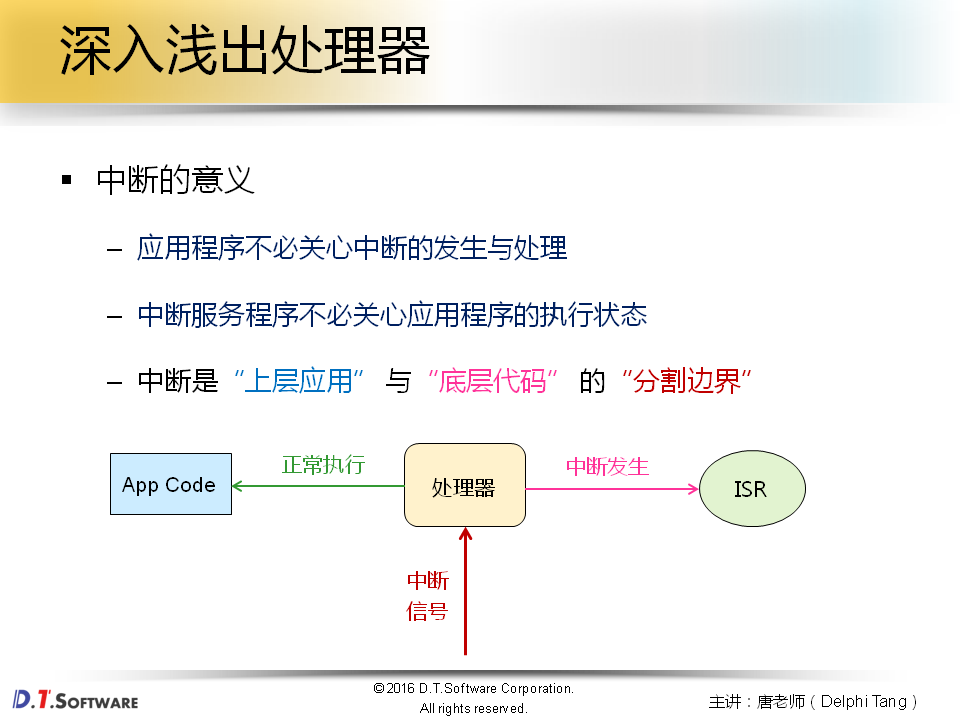 深入浅出处理器
▪ 中断的意义
– 应用程序不必关心中断的发生与处理
– 中断服务程序不必关心应用程序的执行状态
– 中断是“上层应用” 与“底层代码” 的“分割边界”
App Code
正常执行
处理器
中断发生
ISR
中断
信号
D.T.SOFTWARE
©2016 D.T.Software Corporation.
All rights reserved.
主讲：唐老师（Delphi Tang）